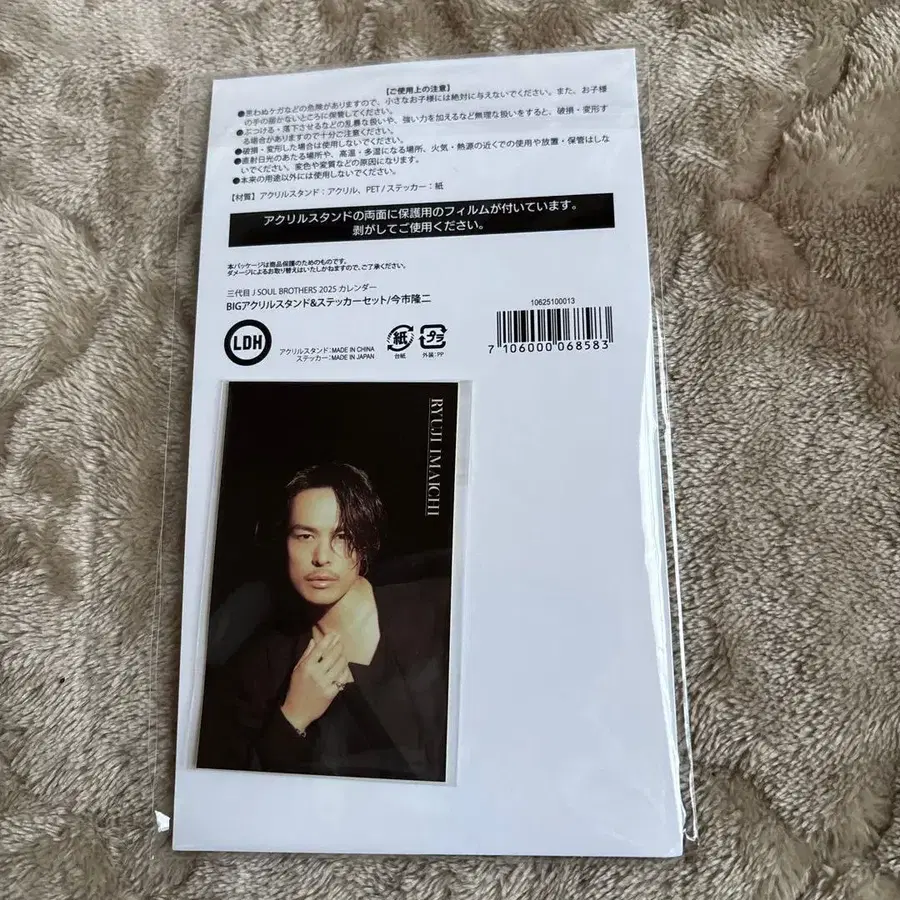 【ご使用上の注意】
●思わぬケガなどの危険がありますので、小さなお子様には絶対に与えないでください。また、お子様
の手の届かないところに保管してください。
●ぶつける・落下させるなどの乱暴な扱いや、強い力を加えるなど無理な扱いをすると、破損・変形す
る場合がありますので十分ご注意ください。
●破損・変形した場合は使用しないでください。
●直射日光のあたる場所や、高温・多湿になる場所、火気・熱源の近くでの使用や放置・保管はしな
いでください。変色や変質などの原因になります。
●本来の用途以外には使用しないでください。
【材質】アクリルスタンド：アクリル、PET / ステッカー：紙
アクリルスタンドの両面に保護用のフィルムが付いています。
剥がしてご使用ください。
本パッケージは商品保護のためのものです。
ダメージによるお取り替えはいたしかねますので、ご了承ください。
三代目 J SOUL BROTHERS 2025 カレンダー
BIGアクリルスタンド&ステッカーセット/今市隆二
10625100013
LDH
アクリルスタンド：MADE IN CHINA
ステッカー：MADE IN JAPAN
紙
台紙
プラ
外装：PP
7 106000 068583
RYUJI IMAICHI